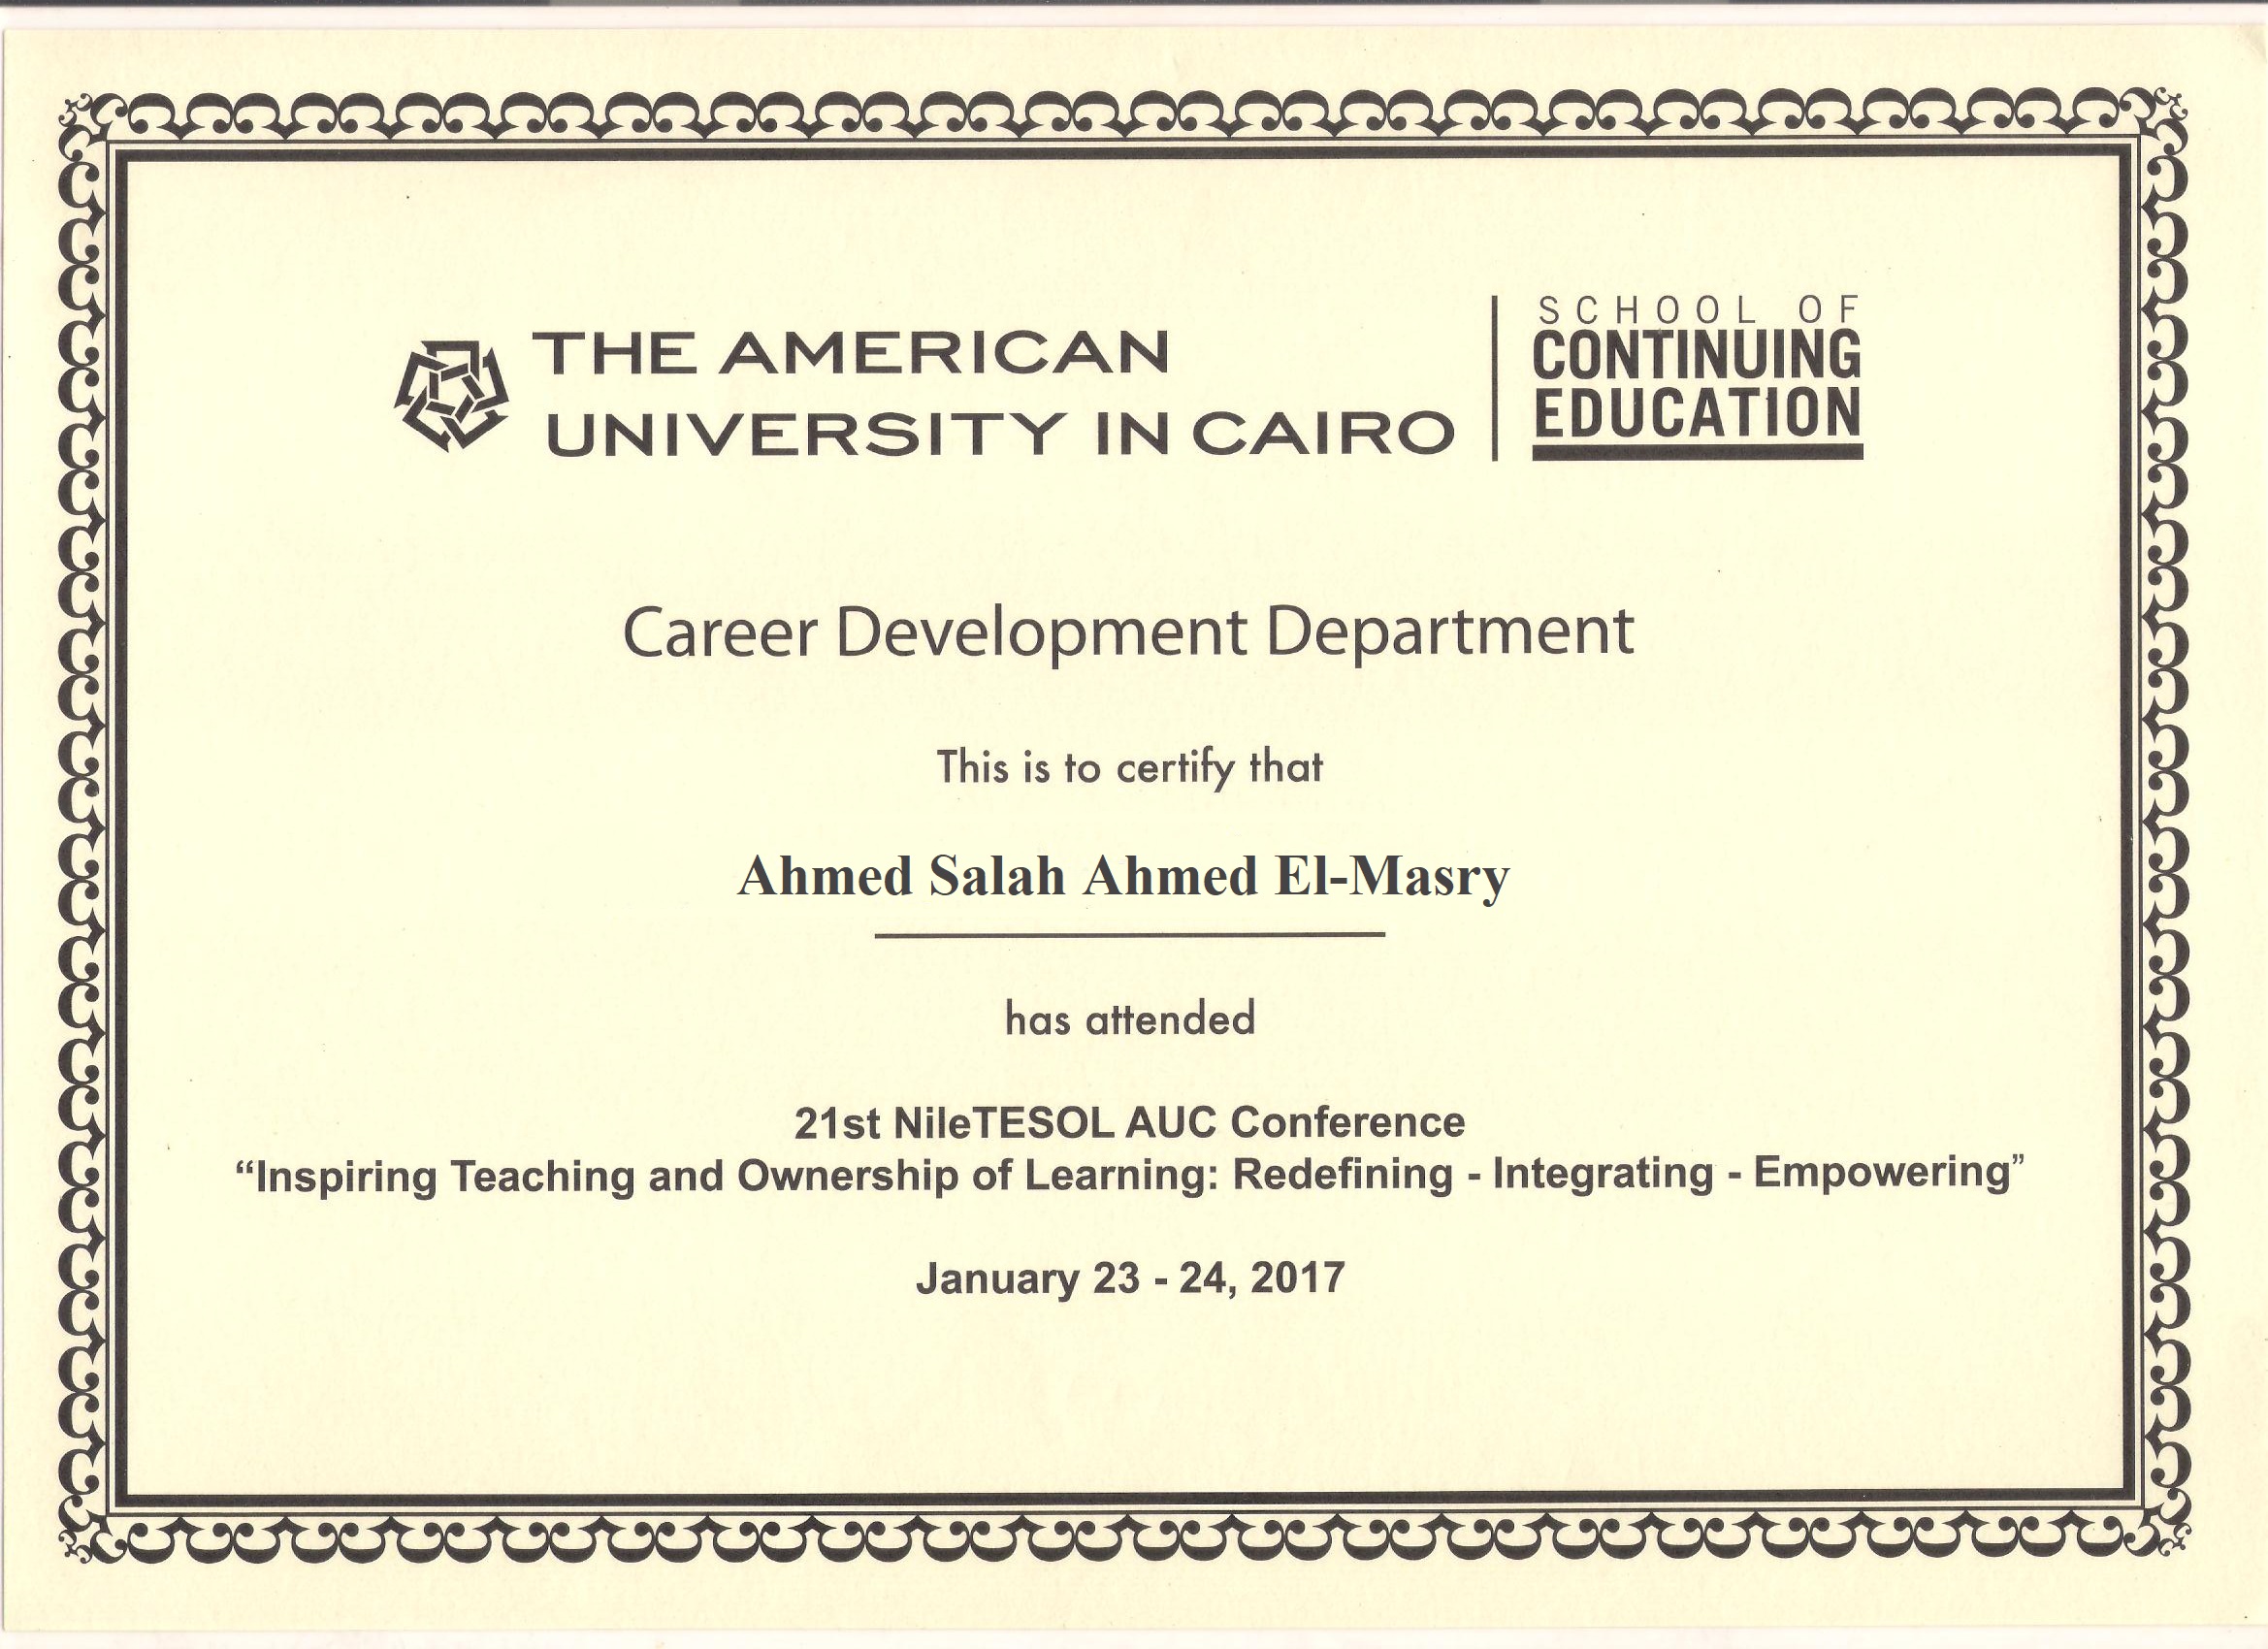 THE AMERICAN
UNIVERSITY IN CAIRO
SCHOOL OF
CONTINUING
EDUCATION
Career Development Department
This is to certify that
Ahmed Salah Ahmed El-Masry
has attended
21st NileTESOL AUC Conference
“Inspiring Teaching and Ownership of Learning: Redefining - Integrating - Empowering”
January 23 - 24, 2017